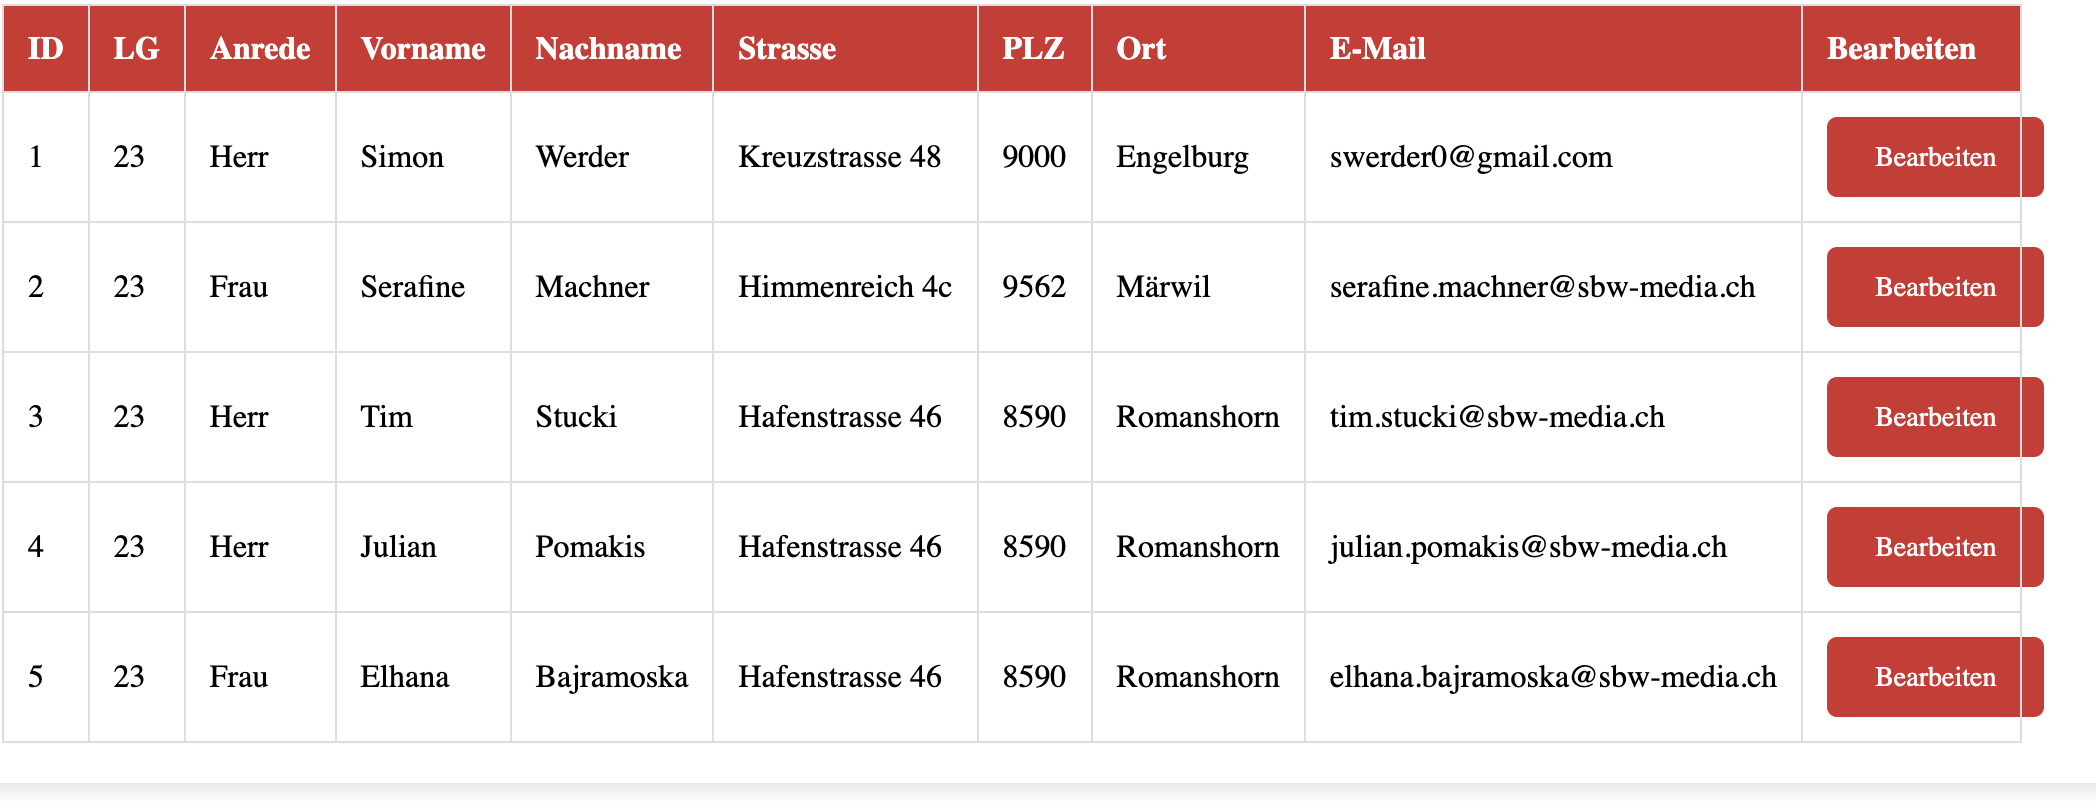 ID LG Anrede Vorname Nachname Strasse PLZ Ort E-Mail Bearbeiten
1 23 Herr Simon Werder Kreuzstrasse 48 9000 Engelburg swerder0@gmail.com Bearbeiten
2 23 Frau Serafine Machner Himmenreich 4c 9562 Märwil serafine.machner@sbw-media.ch Bearbeiten
3 23 Herr Tim Stucki Hafenstrasse 46 8590 Romanshorn tim.stucki@sbw-media.ch Bearbeiten
4 23 Herr Julian Pomakis Hafenstrasse 46 8590 Romanshorn julian.pomakis@sbw-media.ch Bearbeiten
5 23 Frau Elhana Bajramoska Hafenstrasse 46 8590 Romanshorn elhana.bajramoska@sbw-media.ch Bearbeiten